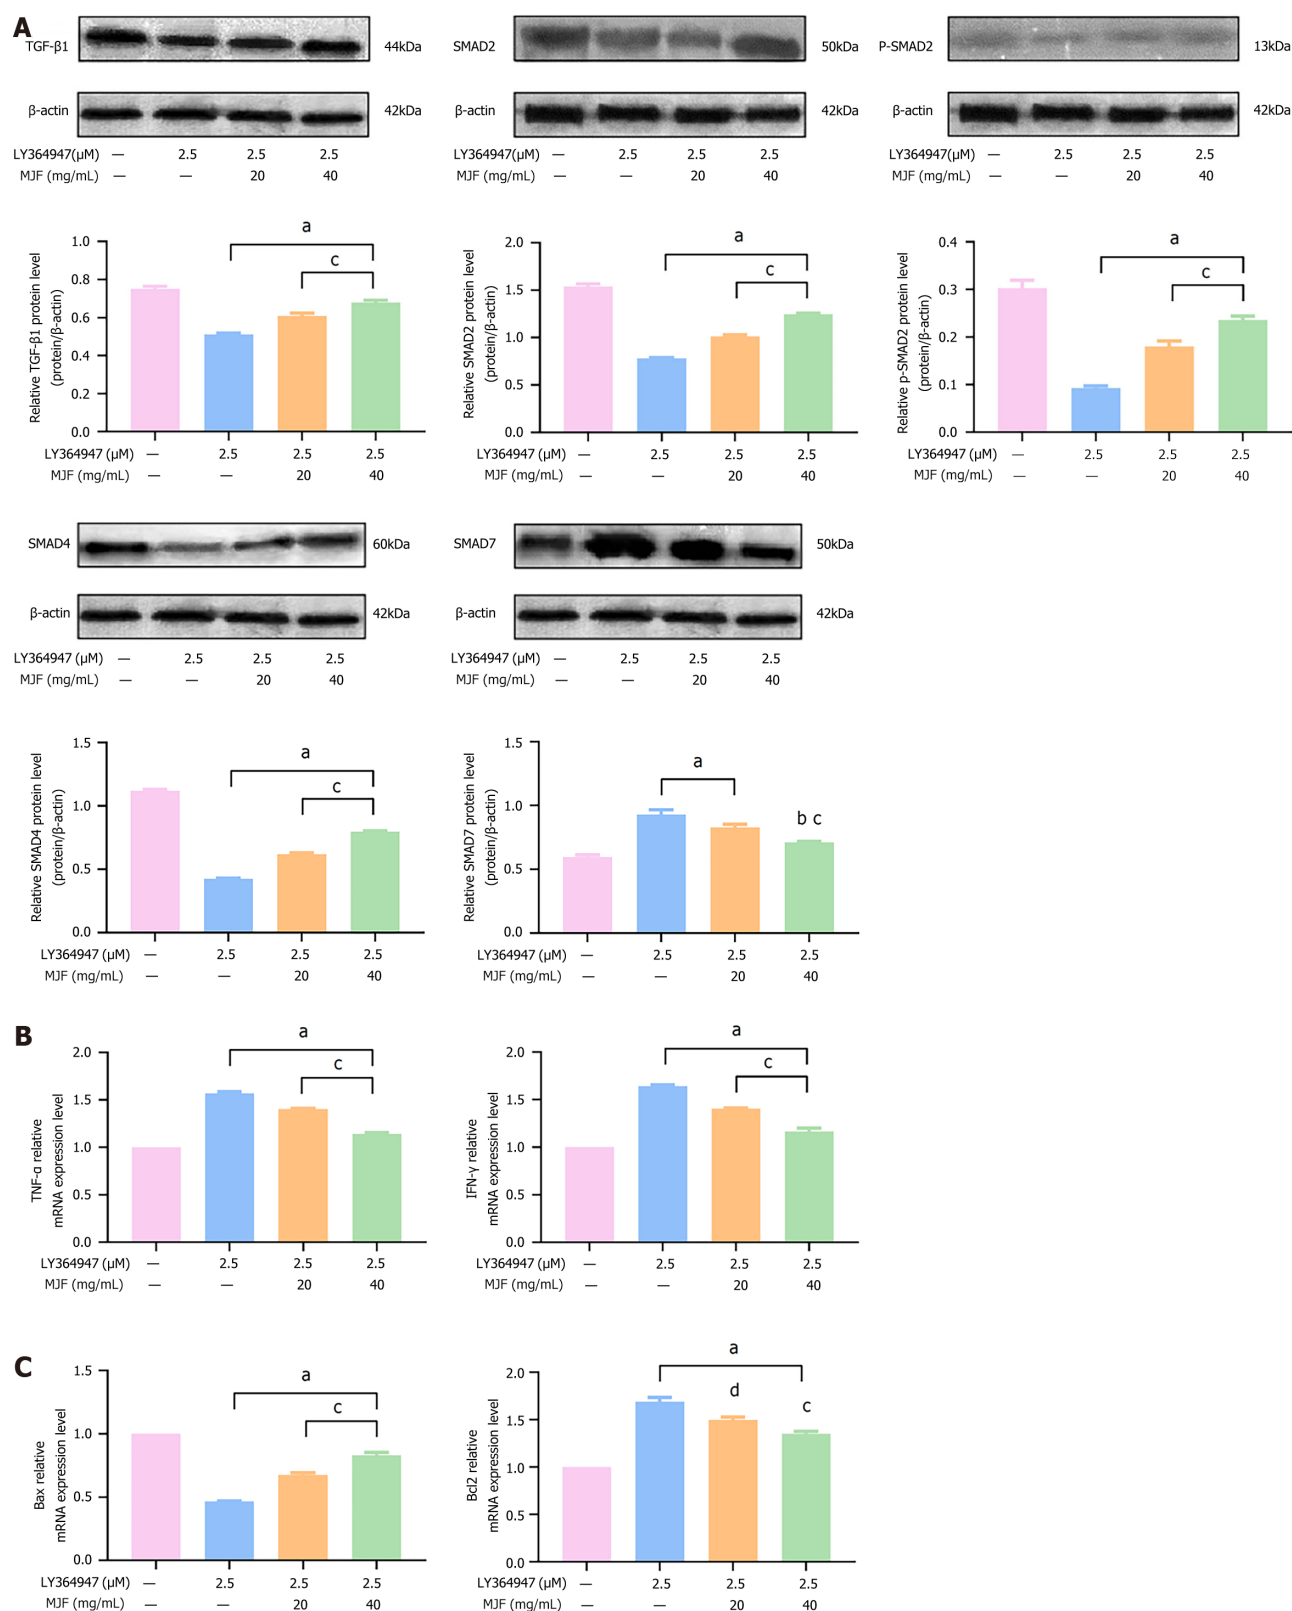 A
TGF-β1 44kDa SMAD2 50kDa P-SMAD2 13kDa
β-actin 42kDa β-actin 42kDa β-actin 42kDa
LY364947(μM) — 2.5 2.5 2.5 LY364947(μM) — 2.5 2.5 2.5 LY364947(μM) — 2.5 2.5 2.5
MJF (mg/mL) — — 20 40 MJF (mg/mL) — — 20 40 MJF (mg/mL) — — 20 40
Relative TGF-β1 protein level
(protein/β-actin)
1.0
0.8
0.6
0.4
0.2
0.0
a
c
LY364947 (μM) — 2.5 2.5 2.5
MJF (mg/mL) — — 20 40
Relative SMAD2 protein level
(protein/β-actin)
2.0
1.5
1.0
0.5
0.0
a
c
LY364947 (μM) — 2.5 2.5 2.5
MJF (mg/mL) — — 20 40
Relative p-SMAD2 protein level
(protein/β-actin)
0.4
0.3
0.2
0.1
0.0
a
c
LY364947 (μM) — 2.5 2.5 2.5
MJF (mg/mL) — — 20 40
SMAD4 60kDa SMAD7 50kDa
β-actin 42kDa β-actin 42kDa
LY364947 (μM) — 2.5 2.5 2.5 LY364947 (μM) — 2.5 2.5 2.5
MJF (mg/mL) — — 20 40 MJF (mg/mL) — — 20 40
Relative SMAD4 protein level
(protein/β-actin)
1.5
1.0
0.5
0.0
a
c
LY364947 (μM) — 2.5 2.5 2.5
MJF (mg/mL) — — 20 40
Relative SMAD7 protein level
(protein/β-actin)
1.5
1.0
0.5
0.0
a
b c
LY364947 (μM) — 2.5 2.5 2.5
MJF (mg/mL) — — 20 40
B
TNF-α relative
mRNA expression level
2.0
1.5
1.0
0.5
0.0
a
c
LY364947 (μM) — 2.5 2.5 2.5
MJF (mg/mL) — — 20 40
IFN-γ relative
mRNA expression level
2.0
1.5
1.0
0.5
0.0
a
c
LY364947 (μM) — 2.5 2.5 2.5
MJF (mg/mL) — — 20 40
C
Bax relative
mRNA expression level
1.5
1.0
0.5
0.0
a
c
LY364947 (μM) — 2.5 2.5 2.5
MJF (mg/mL) — — 20 40
Bcl2 relative
mRNA expression level
2.0
1.5
1.0
0.5
0.0
a
d
c
LY364947 (μM) — 2.5 2.5 2.5
MJF (mg/mL) — — 20 40